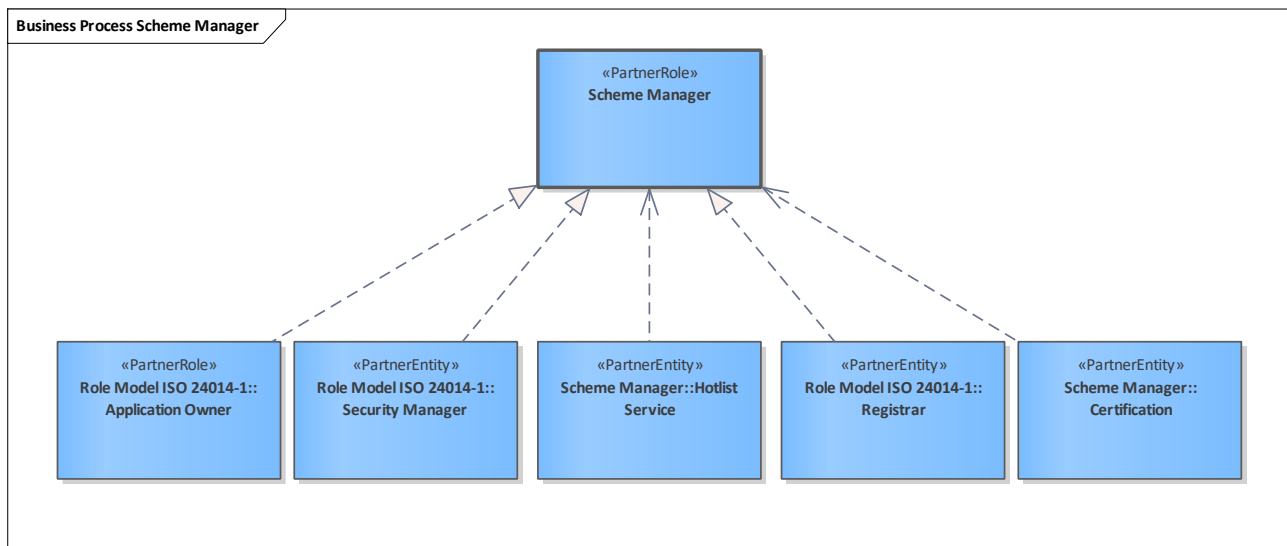 Business Process Scheme Manager
«PartnerRole»
Scheme Manager
«PartnerRole»
Role Model ISO 24014-1::
Application Owner
«PartnerEntity»
Role Model ISO 24014-1::
Security Manager
«PartnerEntity»
Scheme Manager::Hotlist
Service
«PartnerEntity»
Role Model ISO 24014-1::
Registrar
«PartnerEntity»
Scheme Manager::
Certification